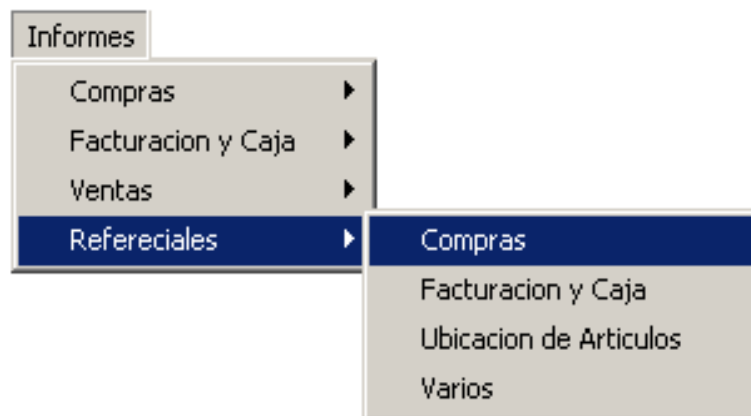 Informes
Compras
Facturacion y Caja
Ventas
Refereciales
Compras
Facturacion y Caja
Ubicacion de Articulos
Varios